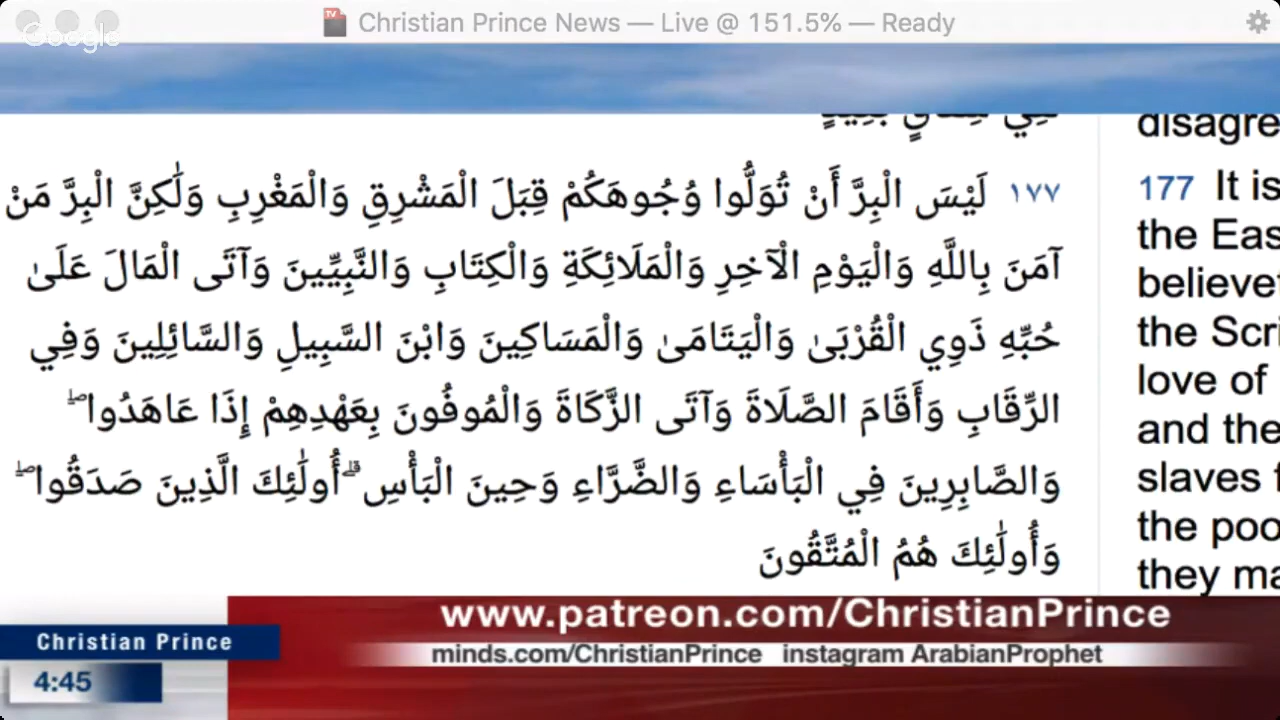 Google
Christian Prince News — Live @ 151.5% — Ready
١٧٧ لَيْسَ الْبِرَّ أَنْ تُوَلُّوا وُجُوهَكُمْ قِبَلَ الْمَشْرِقِ وَالْمَغْرِبِ وَلَٰكِنَّ الْبِرَّ مَنْ
آمَنَ بِاللَّهِ وَالْيَوْمِ الْآخِرِ وَالْمَلَائِكَةِ وَالْكِتَابِ وَالنَّبِيِّينَ وَآتَى الْمَالَ عَلَىٰ
حُبِّهِ ذَوِي الْقُرْبَىٰ وَالْيَتَامَىٰ وَالْمَسَاكِينَ وَابْنَ السَّبِيلِ وَالسَّائِلِينَ وَفِي
الرِّقَابِ وَأَقَامَ الصَّلَاةَ وَآتَى الزَّكَاةَ وَالْمُوفُونَ بِعَهْدِهِمْ إِذَا عَاهَدُوا ۖ
وَالصَّابِرِينَ فِي الْبَأْسَاءِ وَالضَّرَّاءِ وَحِينَ الْبَأْسِ ۗ أُولَٰئِكَ الَّذِينَ صَدَقُوا ۖ
وَأُولَٰئِكَ هُمُ الْمُتَّقُونَ
disagre
177 It is
the Eas
believet
the Scri
love of
and the
slaves f
the poo
they ma
www.patreon.com/ChristianPrince
Christian Prince
minds.com/ChristianPrince instagram ArabianProphet
4:45